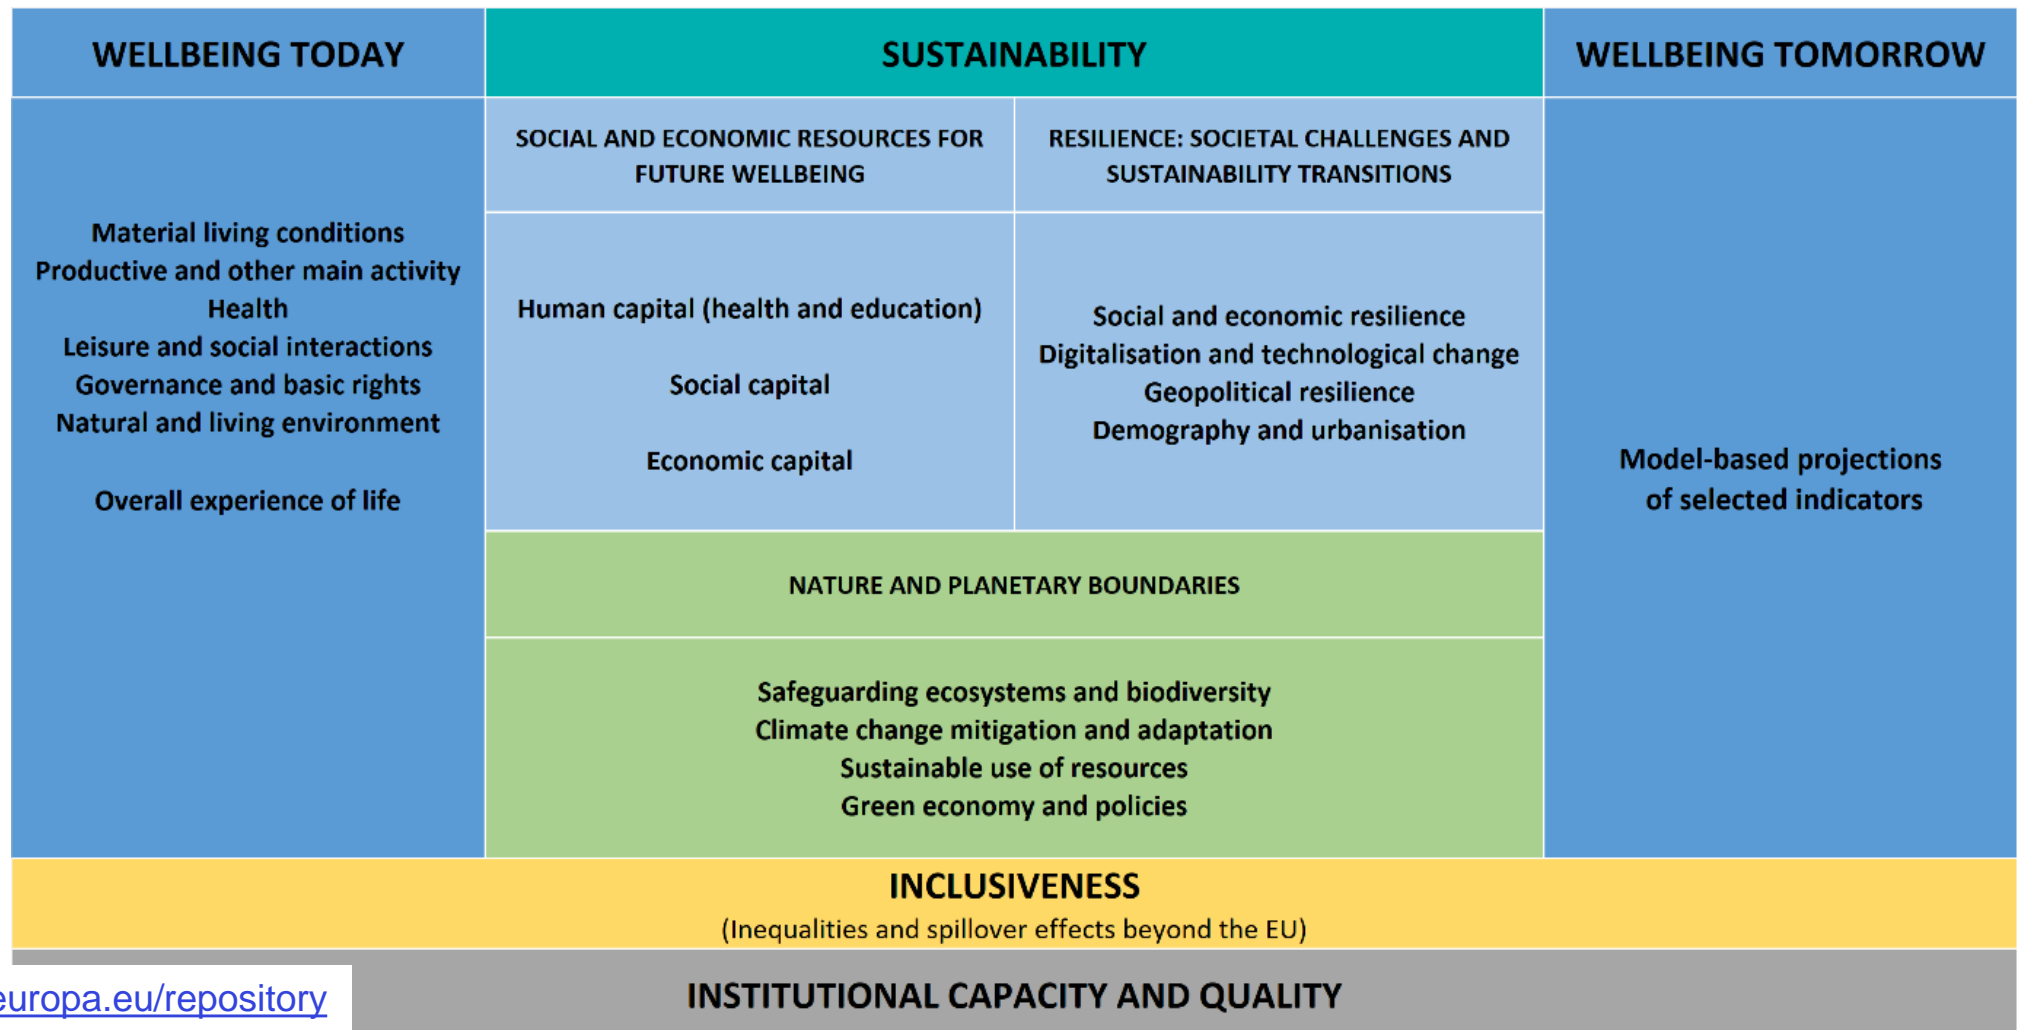 WELLBEING TODAY
SUSTAINABILITY
WELLBEING TOMORROW
Material living conditions
Productive and other main activity
Health
Leisure and social interactions
Governance and basic rights
Natural and living environment
Overall experience of life
SOCIAL AND ECONOMIC RESOURCES FOR
FUTURE WELLBEING
Human capital (health and education)
Social capital
Economic capital
RESILIENCE: SOCIETAL CHALLENGES AND
SUSTAINABILITY TRANSITIONS
Social and economic resilience
Digitalisation and technological change
Geopolitical resilience
Demography and urbanisation
NATURE AND PLANETARY BOUNDARIES
Safeguarding ecosystems and biodiversity
Climate change mitigation and adaptation
Sustainable use of resources
Green economy and policies
Model-based projections
of selected indicators
INCLUSIVENESS
(Inequalities and spillover effects beyond the EU)
INSTITUTIONAL CAPACITY AND QUALITY
europa.eu/repository